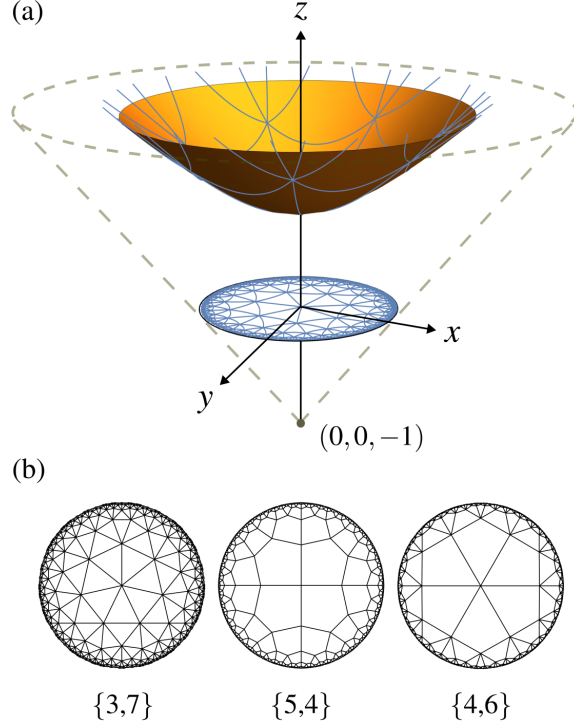 (a)
z
x
y
(0,0,−1)
(b)
{3,7} {5,4} {4,6}